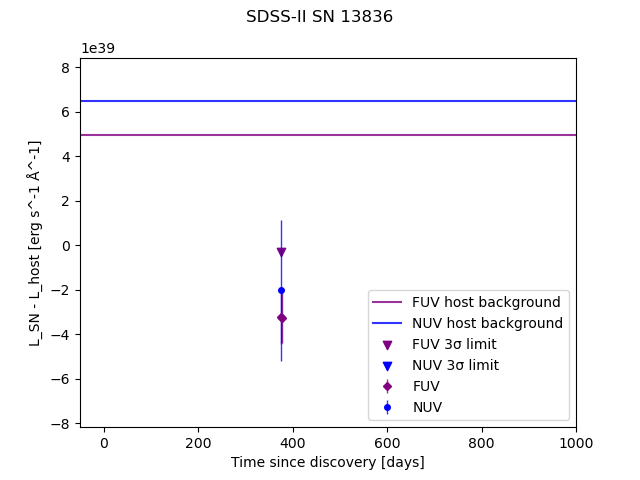 SDSS-II SN 13836
1e39
8
6
4
2
0
−2
−4
−6
−8
L_SN - L_host [erg s^-1 Å^-1]
FUV host background
NUV host background
FUV 3σ limit
NUV 3σ limit
FUV
NUV
0 200 400 600 800 1000
Time since discovery [days]